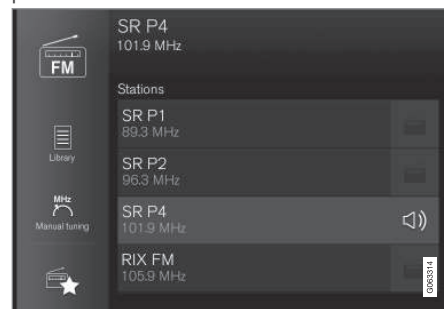 SR P4
101.9 MHz
FM
Stations
SR P1
89.3 MHz
Library
SR P2
96.3 MHz
MHz
Manual tuning
SR P4
101.9 MHz
RIX FM
105.9 MHz
G063314